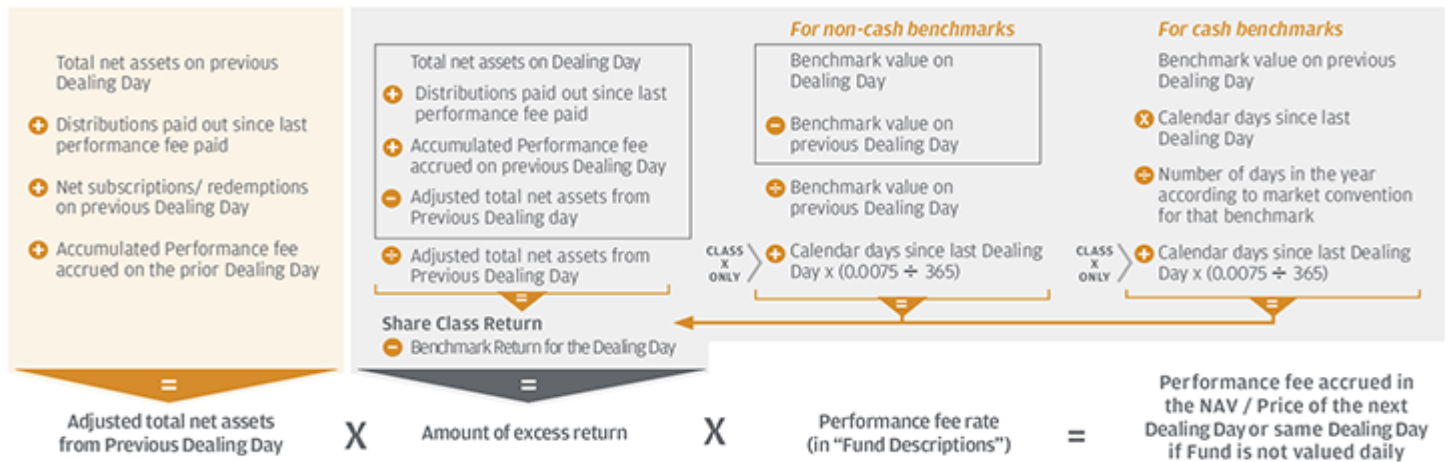 Total net assets on previous
Dealing Day
+ Distributions paid out since last
performance fee paid
+ Net subscriptions/ redemptions
on previous Dealing Day
+ Accumulated Performance fee
accrued on the prior Dealing Day
=
Adjusted total net assets
from Previous Dealing Day
X
Total net assets on Dealing Day
+ Distributions paid out since last
performance fee paid
+ Accumulated Performance fee
accrued on previous Dealing Day
− Adjusted total net assets from
Previous Dealing day
÷ Adjusted total net assets from
Previous Dealing Day
=
Share Class Return
− Benchmark Return for the Dealing Day
=
Amount of excess return
For non-cash benchmarks
Benchmark value on
Dealing Day
− Benchmark value on
previous Dealing Day
÷ Benchmark value on
previous Dealing Day
CLASS
X
ONLY
+ Calendar days since last Dealing
Day x (0.0075 ÷ 365)
=
For cash benchmarks
Benchmark value on previous
Dealing Day
x Calendar days since last
Dealing Day
÷ Number of days in the year
according to market convention
for that benchmark
CLASS
X
ONLY
+ Calendar days since last Dealing
Day x (0.0075 ÷ 365)
=
X
Performance fee rate
(in “Fund Descriptions”)
=
Performance fee accrued in
the NAV / Price of the next
Dealing Day or same Dealing Day
if Fund is not valued daily